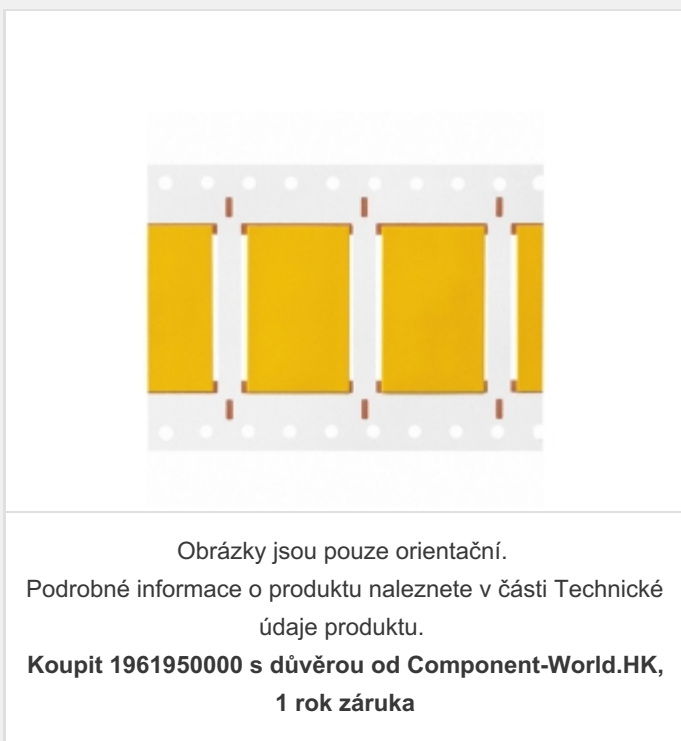 Obrázky jsou pouze orientační.
Podrobné informace o produktu naleznete v části Technické
údaje produktu.
Koupit 1961950000 s důvěrou od Component-World.HK,
1 rok záruka